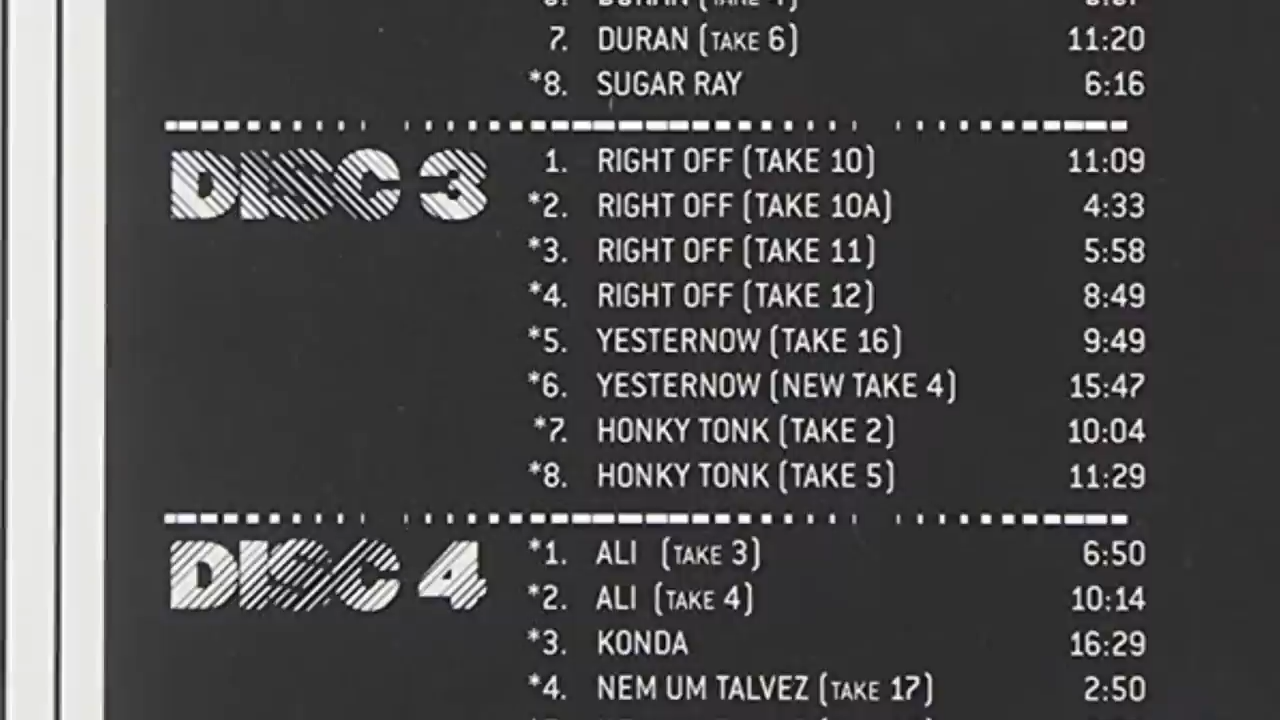 DURAN (TAKE 4)
7. DURAN (TAKE 6) 11:20
*8. SUGAR RAY 6:16
DISC 3
1. RIGHT OFF (TAKE 10) 11:09
*2. RIGHT OFF (TAKE 10A) 4:33
*3. RIGHT OFF (TAKE 11) 5:58
*4. RIGHT OFF (TAKE 12) 8:49
*5. YESTERNOW (TAKE 16) 9:49
*6. YESTERNOW (NEW TAKE 4) 15:47
*7. HONKY TONK (TAKE 2) 10:04
*8. HONKY TONK (TAKE 5) 11:29
DISC 4
*1. ALI (TAKE 3) 6:50
*2. ALI (TAKE 4) 10:14
*3. KONDA 16:29
*4. NEM UM TALVEZ (TAKE 17) 2:50